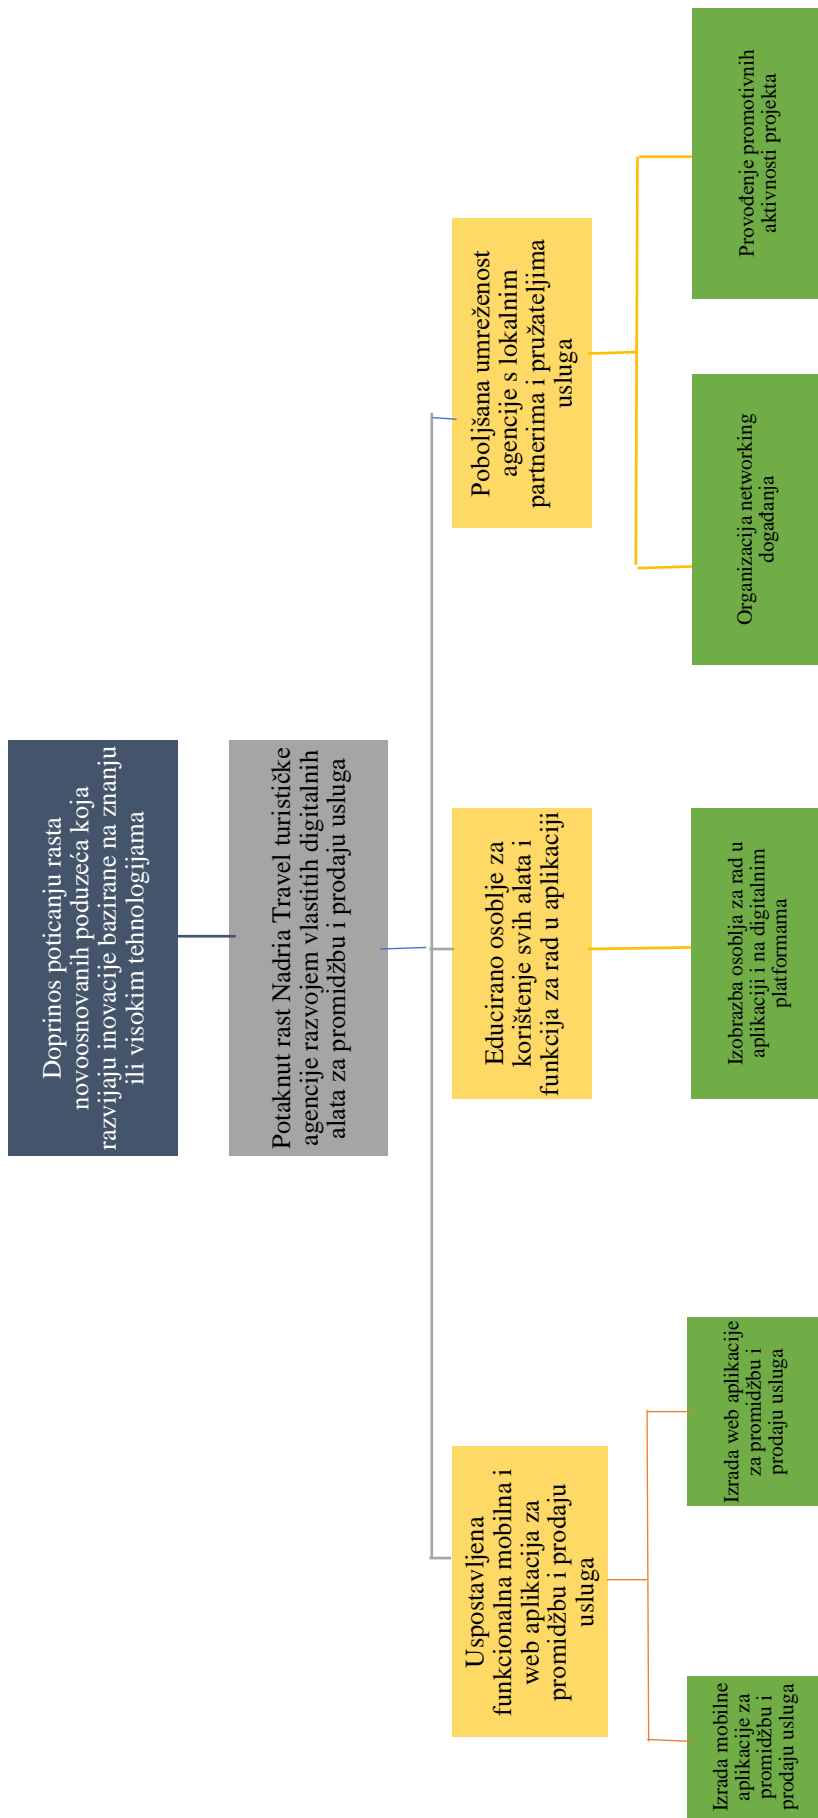 Doprinos poticanju rasta
novoosnovanih poduzeća koja
razvijaju inovacije bazirane na znanju
ili visokim tehnologijama
Potaknut rast Nadria Travel turističke
agencije razvojem vlastitih digitalnih
alata za promidžbu i prodaju usluga
Uspostavljena
funkcionalna mobilna i
web aplikacija za
promidžbu i prodaju
usluga
Educirano osoblje za
korištenje svih alata i
funkcija za rad u aplikaciji
Poboljšana umreženost
agencije s lokalnim
partnerima i pružateljima
usluga
Izrada mobilne
aplikacije za
promidžbu i
prodaju usluga
Izrada web aplikacije
za promidžbu i
prodaju usluga
Izobrazba osoblja za rad u
aplikaciji i na digitalnim
platformama
Organizacija networking
događanja
Provođenje promotivnih
aktivnosti projekta